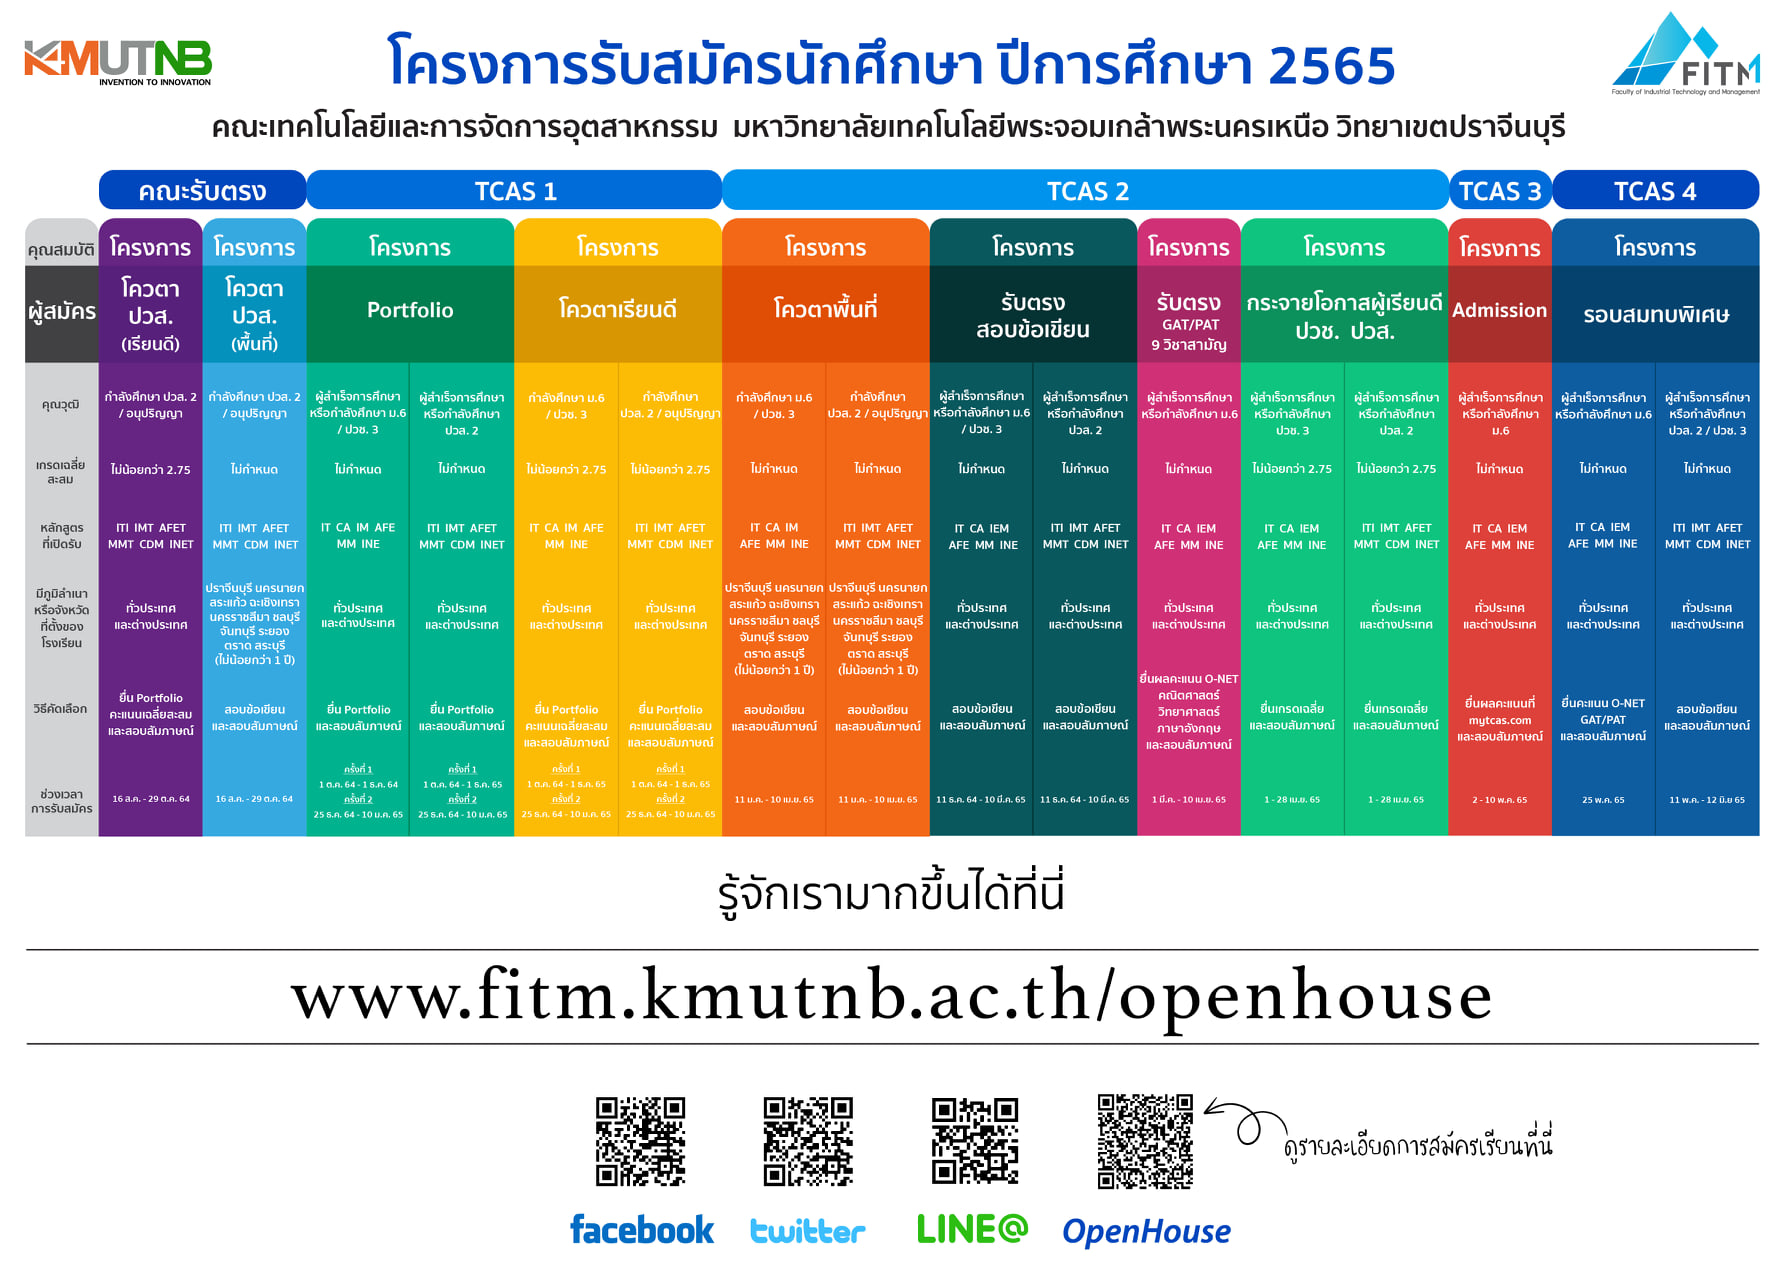 KMUTNB
INVENTION TO INNOVATION
โครงการรับสมัครนักศึกษา ปีการศึกษา 2565
FITM
Faculty of Industrial Technology and Management
คณะเทคโนโลยีและการจัดการอุตสาหกรรม มหาวิทยาลัยเทคโนโลยีพระจอมเกล้าพระนครเหนือ วิทยาเขตปราจีนบุรี
คณะรับตรง TCAS 1 TCAS 2 TCAS 3 TCAS 4
คุณสมบัติ โครงการ โครงการ โครงการ โครงการ โครงการ โครงการ โครงการ โครงการ โครงการ โครงการ
ผู้สมัคร
โควตา
ปวส.
(เรียนดี)
โควตา
ปวส.
(พื้นที่)
Portfolio
โควตาเรียนดี
โควตาพื้นที่
รับตรง
สอบข้อเขียน
รับตรง
GAT/PAT
9 วิชาสามัญ
กระจายโอกาสผู้เรียนดี
ปวช. ปวส.
Admission
รอบสมทบพิเศษ
คุณวุฒิ
กำลังศึกษา ปวส. 2
/ อนุปริญญา
กำลังศึกษา ปวส. 2
/ อนุปริญญา
ผู้สำเร็จการศึกษา
หรือกำลังศึกษา ม.6
/ ปวช. 3
ผู้สำเร็จการศึกษา
หรือกำลังศึกษา
ปวส. 2
กำลังศึกษา ม.6
/ ปวช. 3
กำลังศึกษา
ปวส. 2 / อนุปริญญา
กำลังศึกษา ม.6
/ ปวช. 3
กำลังศึกษา
ปวส. 2 / อนุปริญญา
ผู้สำเร็จการศึกษา
หรือกำลังศึกษา ม.6
/ ปวช. 3
ผู้สำเร็จการศึกษา
หรือกำลังศึกษา
ปวส. 2
ผู้สำเร็จการศึกษา
หรือกำลังศึกษา ม.6
ผู้สำเร็จการศึกษา
หรือกำลังศึกษา
ปวช. 3
ผู้สำเร็จการศึกษา
หรือกำลังศึกษา
ปวส. 2
ผู้สำเร็จการศึกษา
หรือกำลังศึกษา
ม.6
ผู้สำเร็จการศึกษา
หรือกำลังศึกษา ม.6
ผู้สำเร็จการศึกษา
หรือกำลังศึกษา
ปวส. 2 / ปวช. 3
เกรดเฉลี่ย
สะสม
ไม่น้อยกว่า 2.75 ไม่กำหนด ไม่กำหนด ไม่กำหนด ไม่น้อยกว่า 2.75 ไม่น้อยกว่า 2.75 ไม่กำหนด ไม่กำหนด ไม่กำหนด ไม่กำหนด ไม่กำหนด ไม่น้อยกว่า 2.75 ไม่น้อยกว่า 2.75 ไม่กำหนด ไม่กำหนด ไม่กำหนด
หลักสูตร
ที่เปิดรับ
ITI IMT AFET
MMT CDM INET
ITI IMT AFET
MMT CDM INET
IT CA IM AFE
MM INE
ITI IMT AFET
MMT CDM INET
IT CA IM AFE
MM INE
ITI IMT AFET
MMT CDM INET
IT CA IM
AFE MM INE
ITI IMT AFET
MMT CDM INET
IT CA IEM
AFE MM INE
ITI IMT AFET
MMT CDM INET
IT CA IEM
AFE MM INE
IT CA IEM
AFE MM INE
ITI IMT AFET
MMT CDM INET
IT CA IEM
AFE MM INE
IT CA IEM
AFE MM INE
ITI IMT AFET
MMT CDM INET
มีภูมิลำเนา
หรือจังหวัด
ที่ตั้งของ
โรงเรียน
ทั่วประเทศ
และต่างประเทศ
ปราจีนบุรี นครนายก
สระแก้ว ฉะเชิงเทรา
นครราชสีมา ชลบุรี
จันทบุรี ระยอง
ตราด สระบุรี
(ไม่น้อยกว่า 1 ปี)
ทั่วประเทศ
และต่างประเทศ
ทั่วประเทศ
และต่างประเทศ
ทั่วประเทศ
และต่างประเทศ
ทั่วประเทศ
และต่างประเทศ
ปราจีนบุรี นครนายก
สระแก้ว ฉะเชิงเทรา
นครราชสีมา ชลบุรี
จันทบุรี ระยอง
ตราด สระบุรี
(ไม่น้อยกว่า 1 ปี)
ปราจีนบุรี นครนายก
สระแก้ว ฉะเชิงเทรา
นครราชสีมา ชลบุรี
จันทบุรี ระยอง
ตราด สระบุรี
(ไม่น้อยกว่า 1 ปี)
ทั่วประเทศ
และต่างประเทศ
ทั่วประเทศ
และต่างประเทศ
ทั่วประเทศ
และต่างประเทศ
ทั่วประเทศ
และต่างประเทศ
ทั่วประเทศ
และต่างประเทศ
ทั่วประเทศ
และต่างประเทศ
ทั่วประเทศ
และต่างประเทศ
ทั่วประเทศ
และต่างประเทศ
วิธีคัดเลือก
ยื่น Portfolio
คะแนนเฉลี่ยสะสม
และสอบสัมภาษณ์
สอบข้อเขียน
และสอบสัมภาษณ์
ยื่น Portfolio
และสอบสัมภาษณ์
ยื่น Portfolio
และสอบสัมภาษณ์
ยื่น Portfolio
คะแนนเฉลี่ยสะสม
และสอบสัมภาษณ์
ยื่น Portfolio
คะแนนเฉลี่ยสะสม
และสอบสัมภาษณ์
สอบข้อเขียน
และสอบสัมภาษณ์
สอบข้อเขียน
และสอบสัมภาษณ์
สอบข้อเขียน
และสอบสัมภาษณ์
สอบข้อเขียน
และสอบสัมภาษณ์
ยื่นผลคะแนน O-NET
คณิตศาสตร์
วิทยาศาสตร์
ภาษาอังกฤษ
และสอบสัมภาษณ์
ยื่นเกรดเฉลี่ย
และสอบสัมภาษณ์
ยื่นเกรดเฉลี่ย
และสอบสัมภาษณ์
ยื่นผลคะแนนที่
mytcas.com
และสอบสัมภาษณ์
ยื่นคะแนน O-NET
GAT/PAT
และสอบสัมภาษณ์
สอบข้อเขียน
และสอบสัมภาษณ์
ช่วงเวลา
การรับสมัคร
16 ส.ค. - 29 ต.ค. 64
16 ส.ค. - 29 ต.ค. 64
ครั้งที่ 1
1 ต.ค. 64 - 1 ธ.ค. 64
ครั้งที่ 2
25 ธ.ค. 64 - 10 ม.ค. 65
ครั้งที่ 1
1 ต.ค. 64 - 1 ธ.ค. 65
ครั้งที่ 2
25 ธ.ค. 64 - 10 ม.ค. 65
ครั้งที่ 1
1 ต.ค. 64 - 1 ธ.ค. 65
ครั้งที่ 2
25 ธ.ค. 64 - 10 ม.ค. 65
ครั้งที่ 1
1 ต.ค. 64 - 1 ธ.ค. 65
ครั้งที่ 2
25 ธ.ค. 64 - 10 ม.ค. 65
11 ม.ค. - 10 เม.ย. 65
11 ม.ค. - 10 เม.ย. 65
11 ธ.ค. 64 - 10 มี.ค. 65
11 ธ.ค. 64 - 10 มี.ค. 65
1 มี.ค. - 10 เม.ย. 65
1 - 28 เม.ย. 65
1 - 28 เม.ย. 65
2 - 10 พ.ค. 65
25 พ.ค. 65
11 พ.ค. - 12 มิ.ย 65
รู้จักเรามากขึ้นได้ที่นี่
www.fitm.kmutnb.ac.th/openhouse
ดูรายละเอียดการสมัครเรียนที่นี่
facebook twitter LINE@ OpenHouse